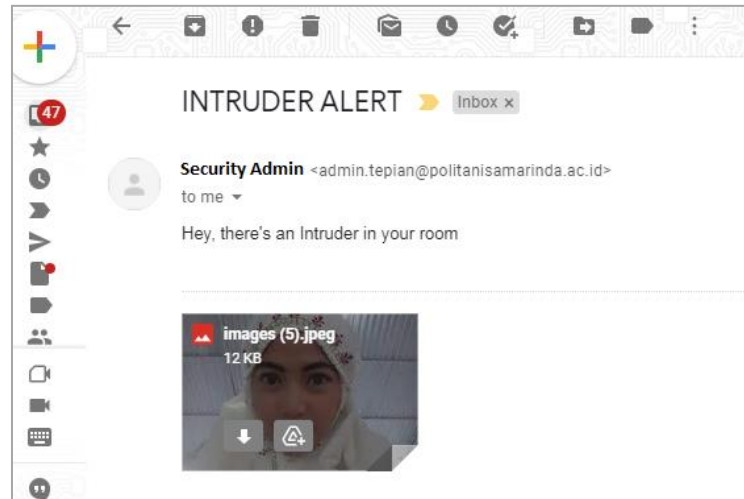 47
INTRUDER ALERT
Inbox x
Security Admin <admin.tepian@politanisamarinda.ac.id>
to me
Hey, there's an Intruder in your room
images (5).jpeg
12 KB